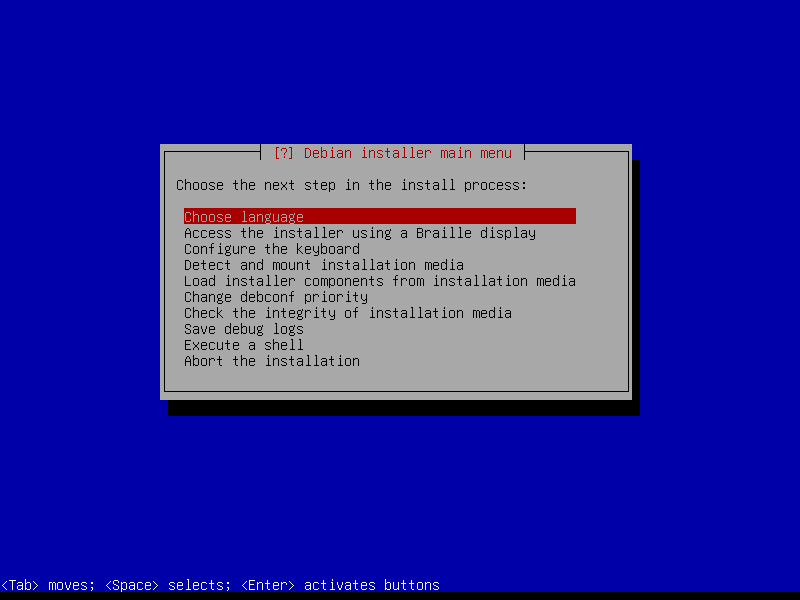 [?] Debian installer main menu
Choose the next step in the install process:
Choose language
Access the installer using a Braille display
Configure the keyboard
Detect and mount installation media
Load installer components from installation media
Change debconf priority
Check the integrity of installation media
Save debug logs
Execute a shell
Abort the installation
<Tab> moves; <Space> selects; <Enter> activates buttons